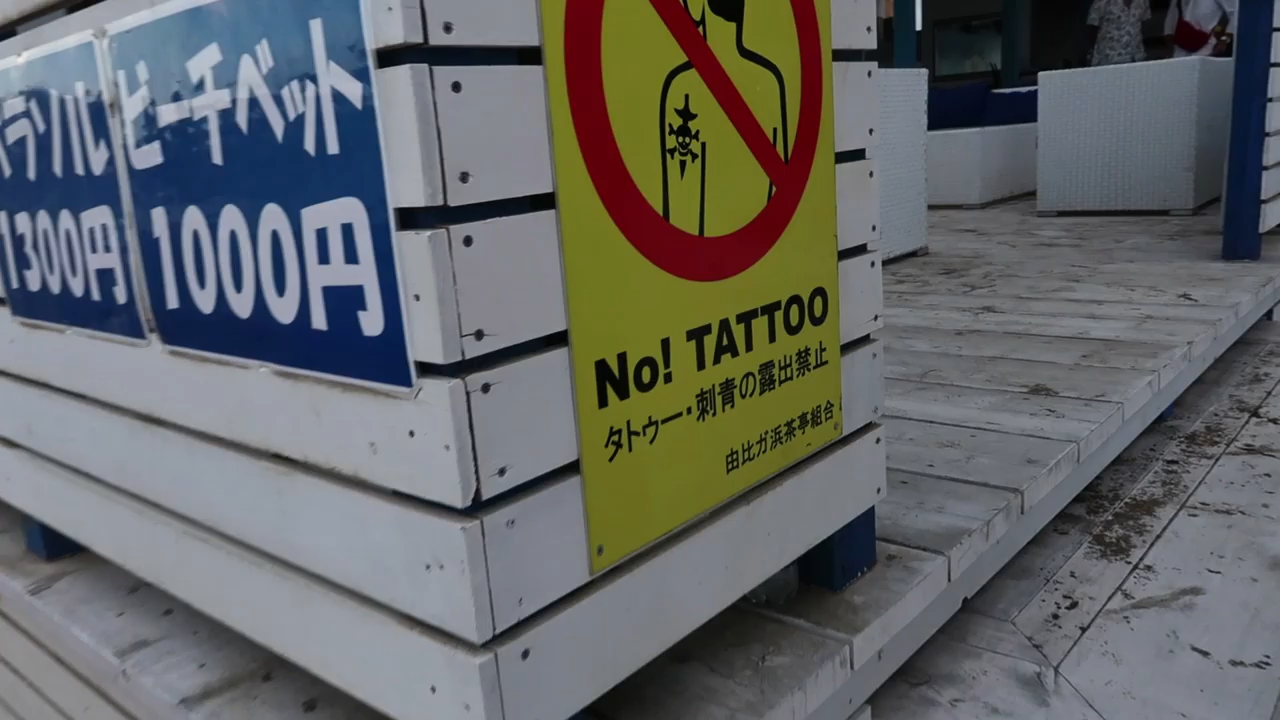 ラソル
1300円
ビーチベット
1000円
No! TATTOO
タトゥー・刺青の露出禁止
由比ガ浜茶亭組合